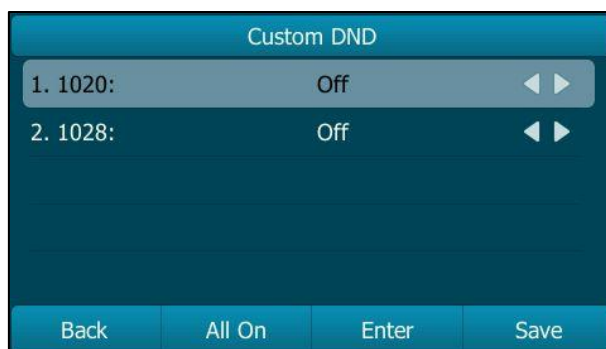 Custom DND
1. 1020: Off
2. 1028: Off
Back All On Enter Save